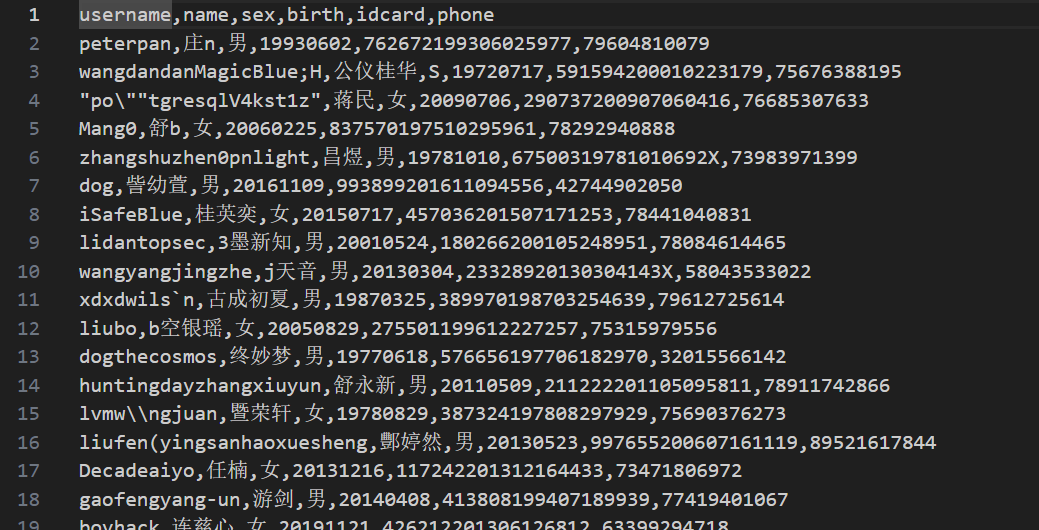 1 username,name,sex,birth,idcard,phone
2 peterpan,庄n,男,19930602,762672199306025977,79604810079
3 wangdandanMagicBlue;H,公仪桂华,S,19720717,591594200010223179,75676388195
4 "po\""tgresqlV4kst1z",蒋民,女,20090706,290737200907060416,76685307633
5 Mang0,舒b,女,20060225,837570197510295961,78292940888
6 zhangshuzhen0pnlight,昌煜,男,19781010,67500319781010692X,73983971399
7 dog,訾幼萱,男,20161109,993899201611094556,42744902050
8 iSafeBlue,桂英奕,女,20150717,457036201507171253,78441040831
9 lidantopsec,3墨新知,男,20010524,180266200105248951,78084614465
10 wangyangjingzhe,j天音,男,20130304,23328920130304143X,58043533022
11 xdxdwils`n,古成初夏,男,19870325,389970198703254639,79612725614
12 liubo,b空银瑶,女,20050829,275501199612227257,75315979556
13 dogthecosmos,终妙梦,男,19770618,576656197706182970,32015566142
14 huntingdayzhangxiuyun,舒永新,男,20110509,211222201105095811,78911742866
15 lvmw\\ngjuan,暨荣轩,女,19780829,387324197808297929,75690376273
16 liufen(yingsanhaoxuesheng,酆婷然,男,20130523,997655200607161119,89521617844
17 Decadeaiyo,任楠,女,20131216,117242201312164433,73471806972
18 gaofengyang-un,游剑,男,20140408,413808199407189939,77419401067
19 boyhack,连慈心,女,20191121,426212201306126812,63399294718